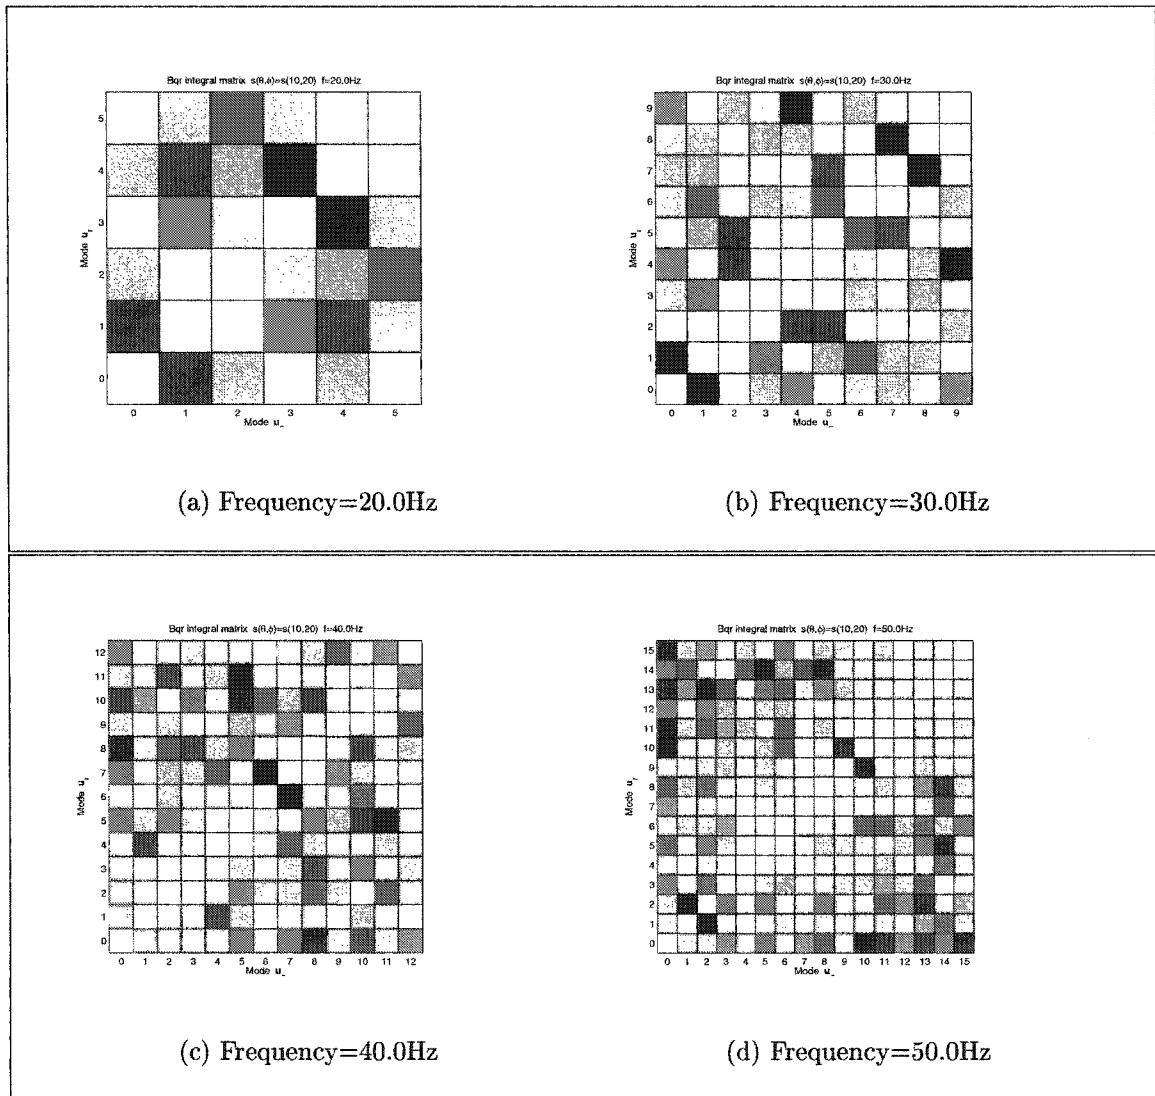 Bqr integral matrix s(θ,ϕ)=s(10,20) f=20.0Hz
5
4
3
2
1
0
Mode u_r
0 1 2 3 4 5
Mode u_
Bqr integral matrix s(θ,ϕ)=s(10,20) f=30.0Hz
9
8
7
6
5
4
3
2
1
0
Mode u_r
0 1 2 3 4 5 6 7 8 9
Mode u_
(a) Frequency=20.0Hz
(b) Frequency=30.0Hz
Bqr integral matrix s(θ,ϕ)=s(10,20) f=40.0Hz
12
11
10
9
8
7
6
5
4
3
2
1
0
Mode u_r
0 1 2 3 4 5 6 7 8 9 10 11 12
Mode u_
Bqr integral matrix s(θ,ϕ)=s(10,20) f=50.0Hz
15
14
13
12
11
10
9
8
7
6
5
4
3
2
1
0
Mode u_r
0 1 2 3 4 5 6 7 8 9 10 11 12 13 14 15
Mode u_
(c) Frequency=40.0Hz
(d) Frequency=50.0Hz